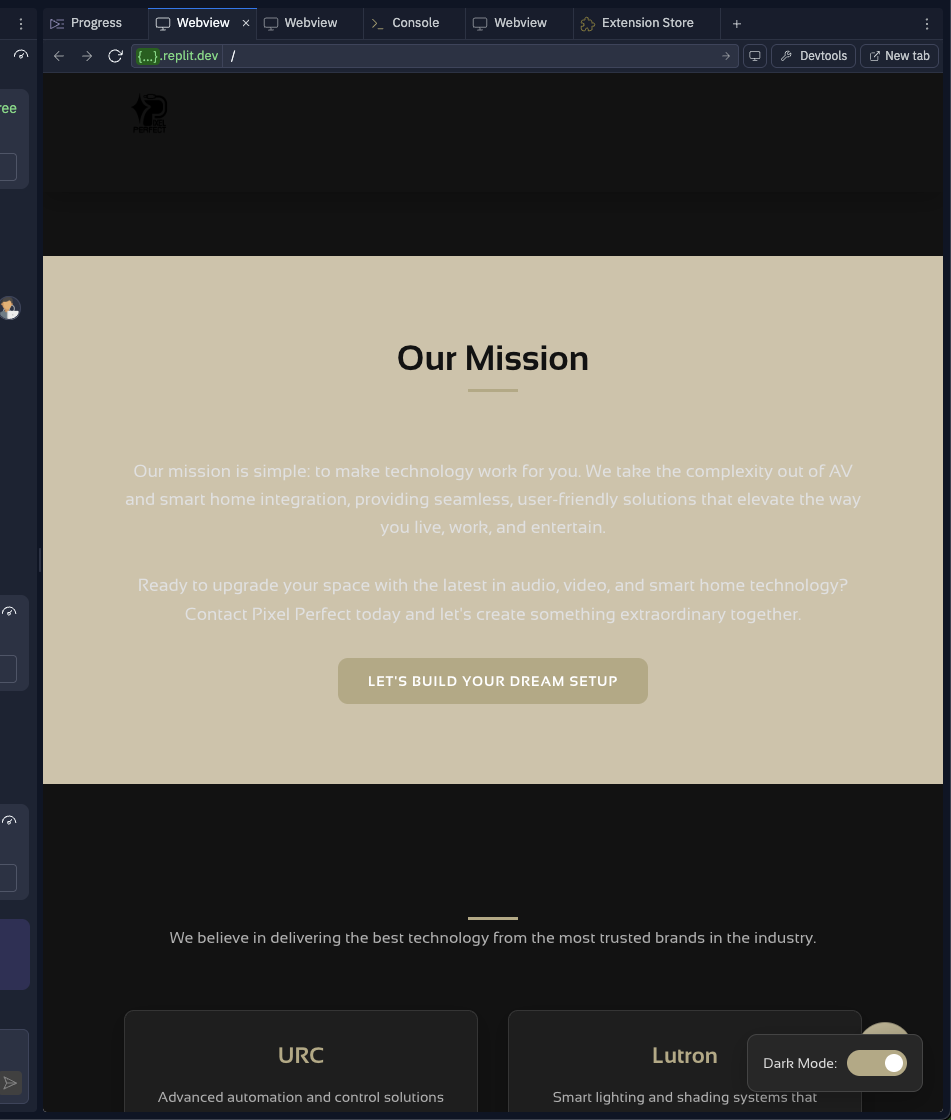 Progress
Webview
Webview
Console
Webview
Extension Store
{...}.replit.dev
/
Devtools
New tab
ree
PERFECT
Our Mission
Our mission is simple: to make technology work for you. We take the complexity out of AV
and smart home integration, providing seamless, user-friendly solutions that elevate the way
you live, work, and entertain.
Ready to upgrade your space with the latest in audio, video, and smart home technology?
Contact Pixel Perfect today and let's create something extraordinary together.
LET'S BUILD YOUR DREAM SETUP
We believe in delivering the best technology from the most trusted brands in the industry.
URC
Lutron
Advanced automation and control solutions
Smart lighting and shading systems that
Dark Mode: